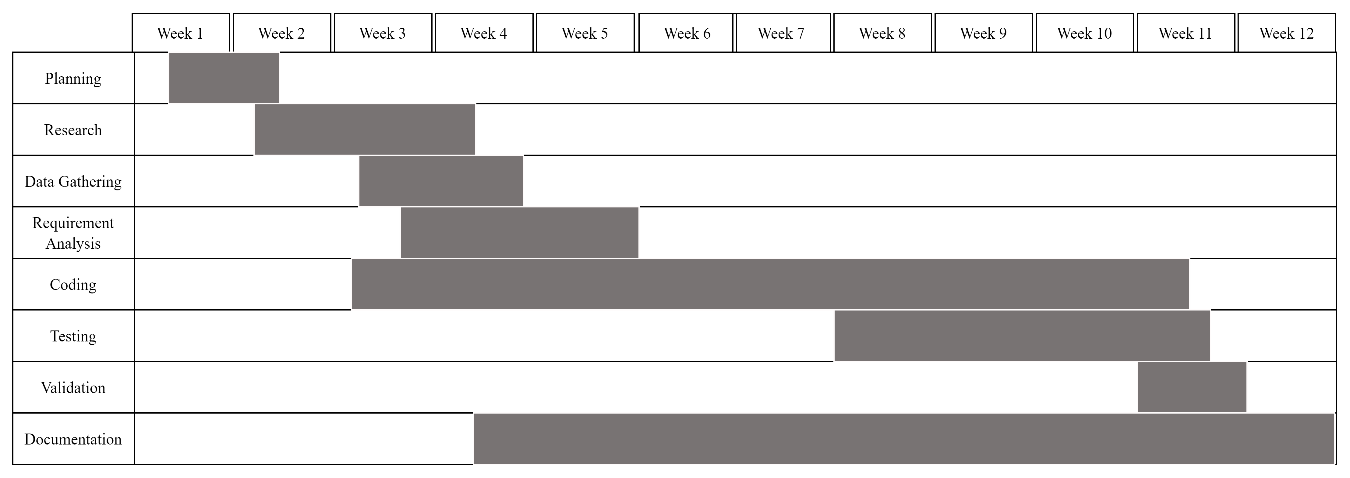 Week 1 Week 2 Week 3 Week 4 Week 5 Week 6 Week 7 Week 8 Week 9 Week 10 Week 11 Week 12
Planning
Research
Data Gathering
Requirement
Analysis
Coding
Testing
Validation
Documentation